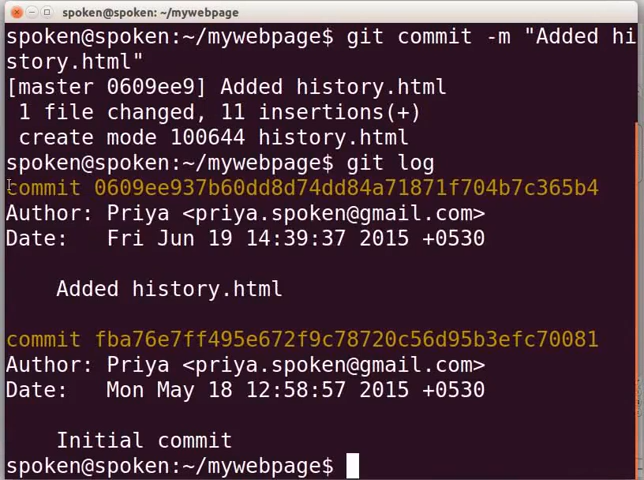 spoken@spoken: ~/mywebpage
spoken@spoken:~/mywebpage$ git commit -m "Added hi
story.html"
[master 0609ee9] Added history.html
 1 file changed, 11 insertions(+)
 create mode 100644 history.html
spoken@spoken:~/mywebpage$ git log
commit 0609ee937b60dd8d74dd84a71871f704b7c365b4
Author: Priya <priya.spoken@gmail.com>
Date:   Fri Jun 19 14:39:37 2015 +0530
    Added history.html
commit fba76e7ff495e672f9c78720c56d95b3efc70081
Author: Priya <priya.spoken@gmail.com>
Date:   Mon May 18 12:58:57 2015 +0530
    Initial commit
spoken@spoken:~/mywebpage$